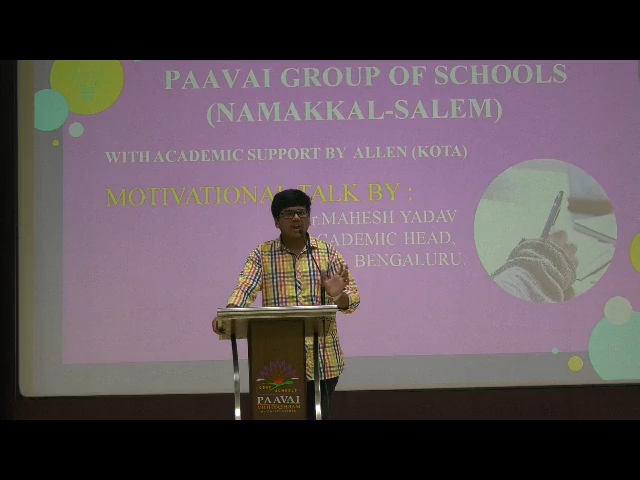 PAAVAI GROUP OF SCHOOLS
(NAMAKKAL-SALEM)
WITH ACADEMIC SUPPORT BY ALLEN (KOTA)
MOTIVATIONAL TALK BY :
r.MAHESH YADAV
CADEMIC HEAD,
BENGALURU.
PAAVAI